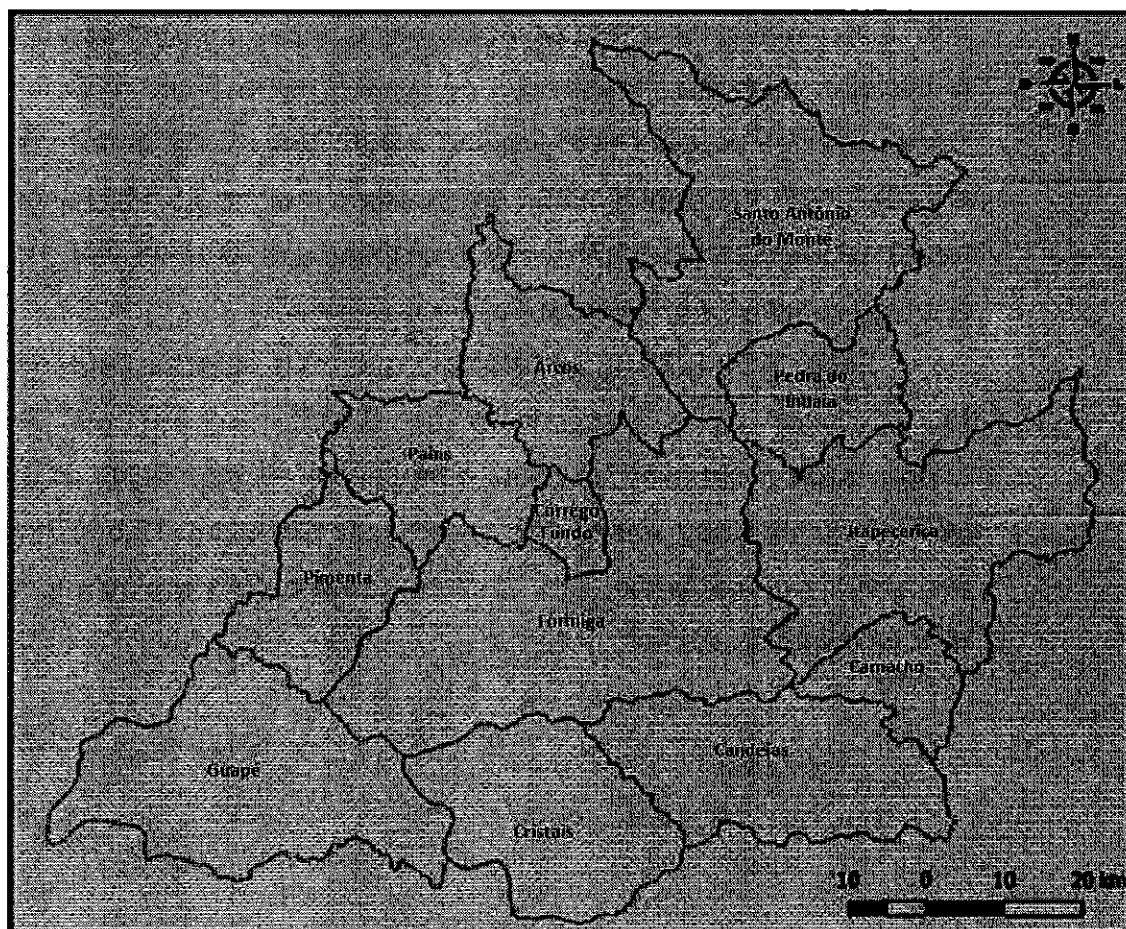 Santo Antônio
do Monte
Arcos
Pedra do
Indaiá
Pains
Córrego
Fundo
Itapecerica
Pimenta
Formiga
Camacho
Candeias
Guapé
Cristais
10 0 10 20 km